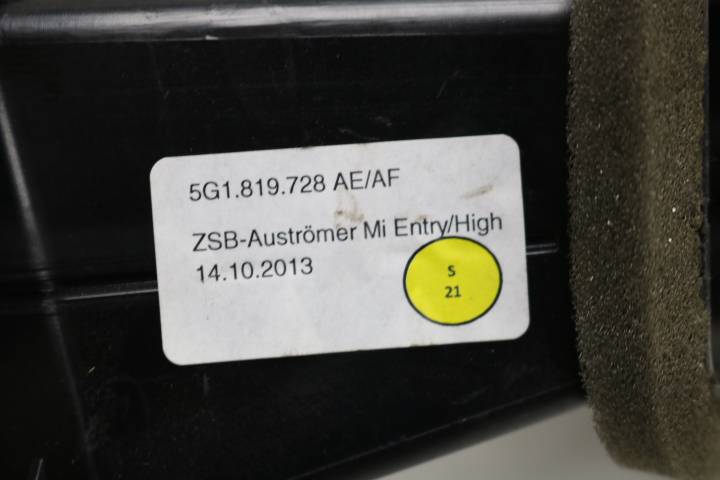 5G1.819.728 AE/AF
ZSB-Auströmer Mi Entry/High
14.10.2013
S
21